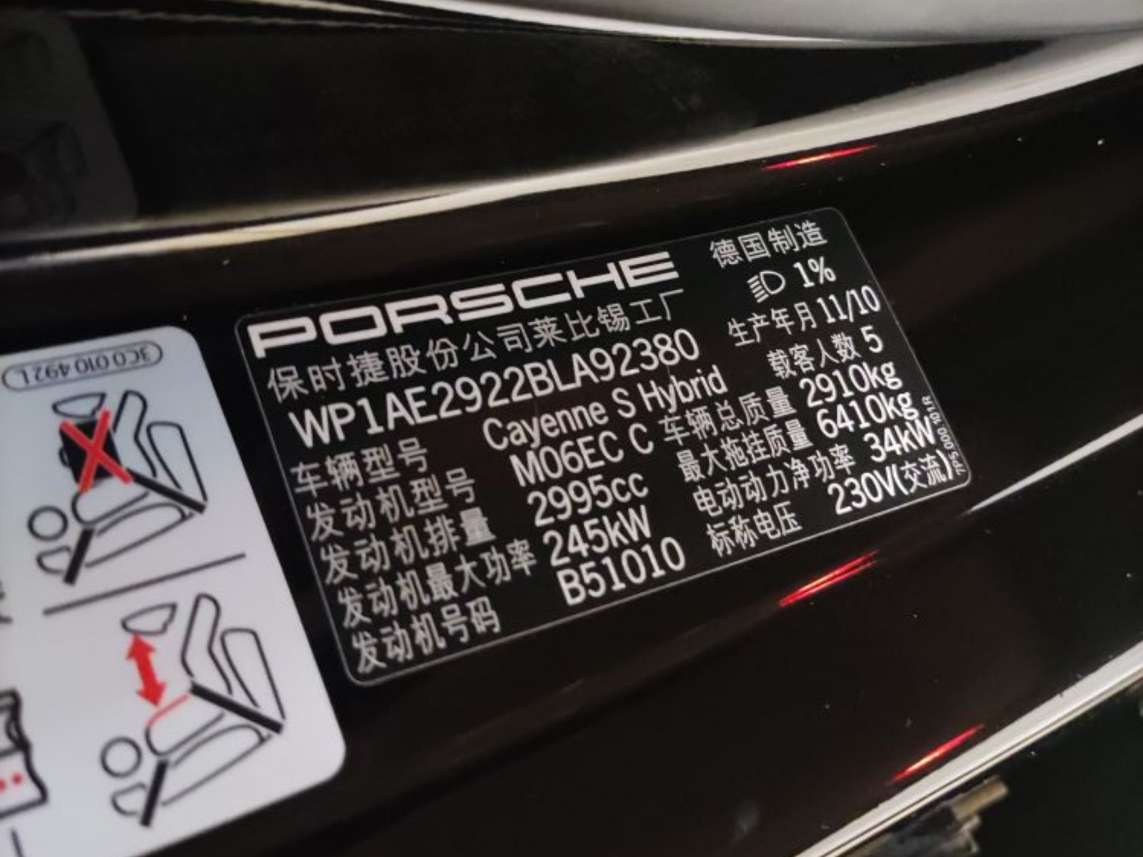 PORSCHE
德国制造
1%
保时捷股份公司莱比锡工厂
生产年月 11/10
WP1AE2922BLA92380
载客人数 5
车辆型号 Cayenne S Hybrid
车辆总质量 2910kg
发动机型号 M06EC C
最大拖挂质量 6410kg
发动机排量 2995cc
电动动力净功率 34kW
发动机最大功率 245kW
标称电压 230V(交流)
发动机号码 B51010
3C0 010 492 L